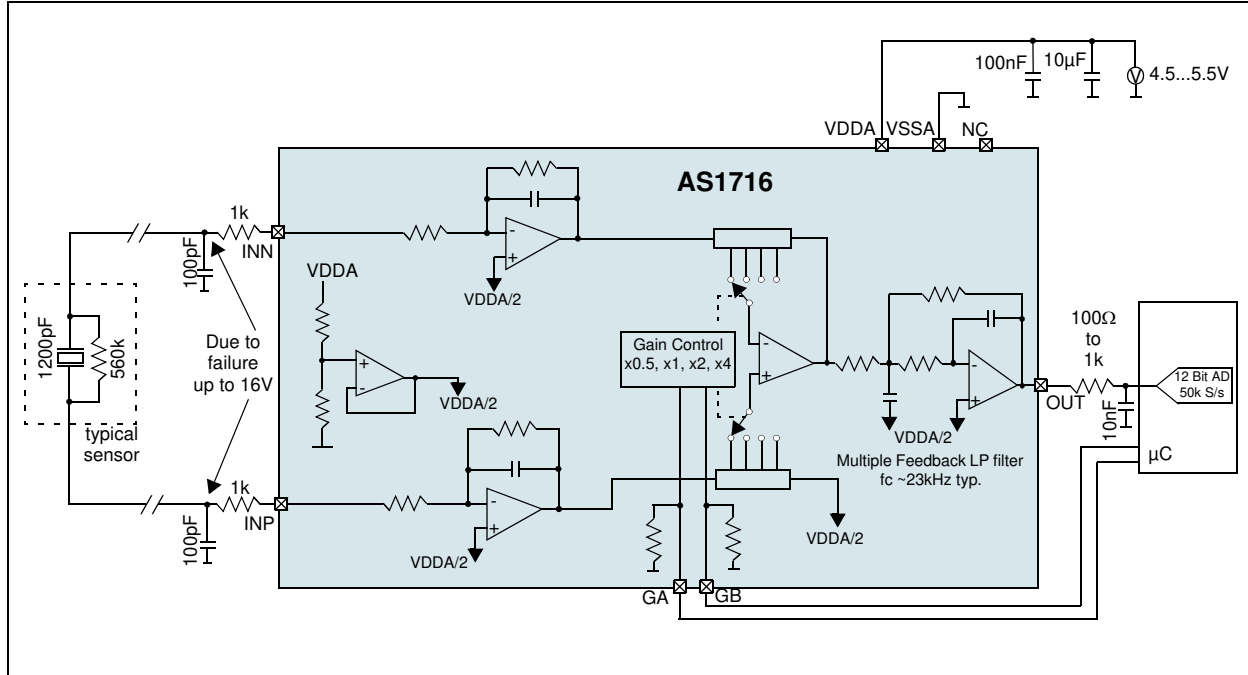 100nF
10µF
4.5...5.5V
VDDA
VSSA
NC
AS1716
1k
INN
100pF
VDDA
VDDA/2
1200pF
560k
Due to
failure
up to 16V
Gain Control
x0.5, x1, x2, x4
100Ω
to
1k
12 Bit AD
50k S/s
VDDA/2
OUT
10nF
typical
sensor
VDDA/2
Multiple Feedback LP filter
fc ~23kHz typ.
µC
1k
INP
100pF
VDDA/2
VDDA/2
GA
GB